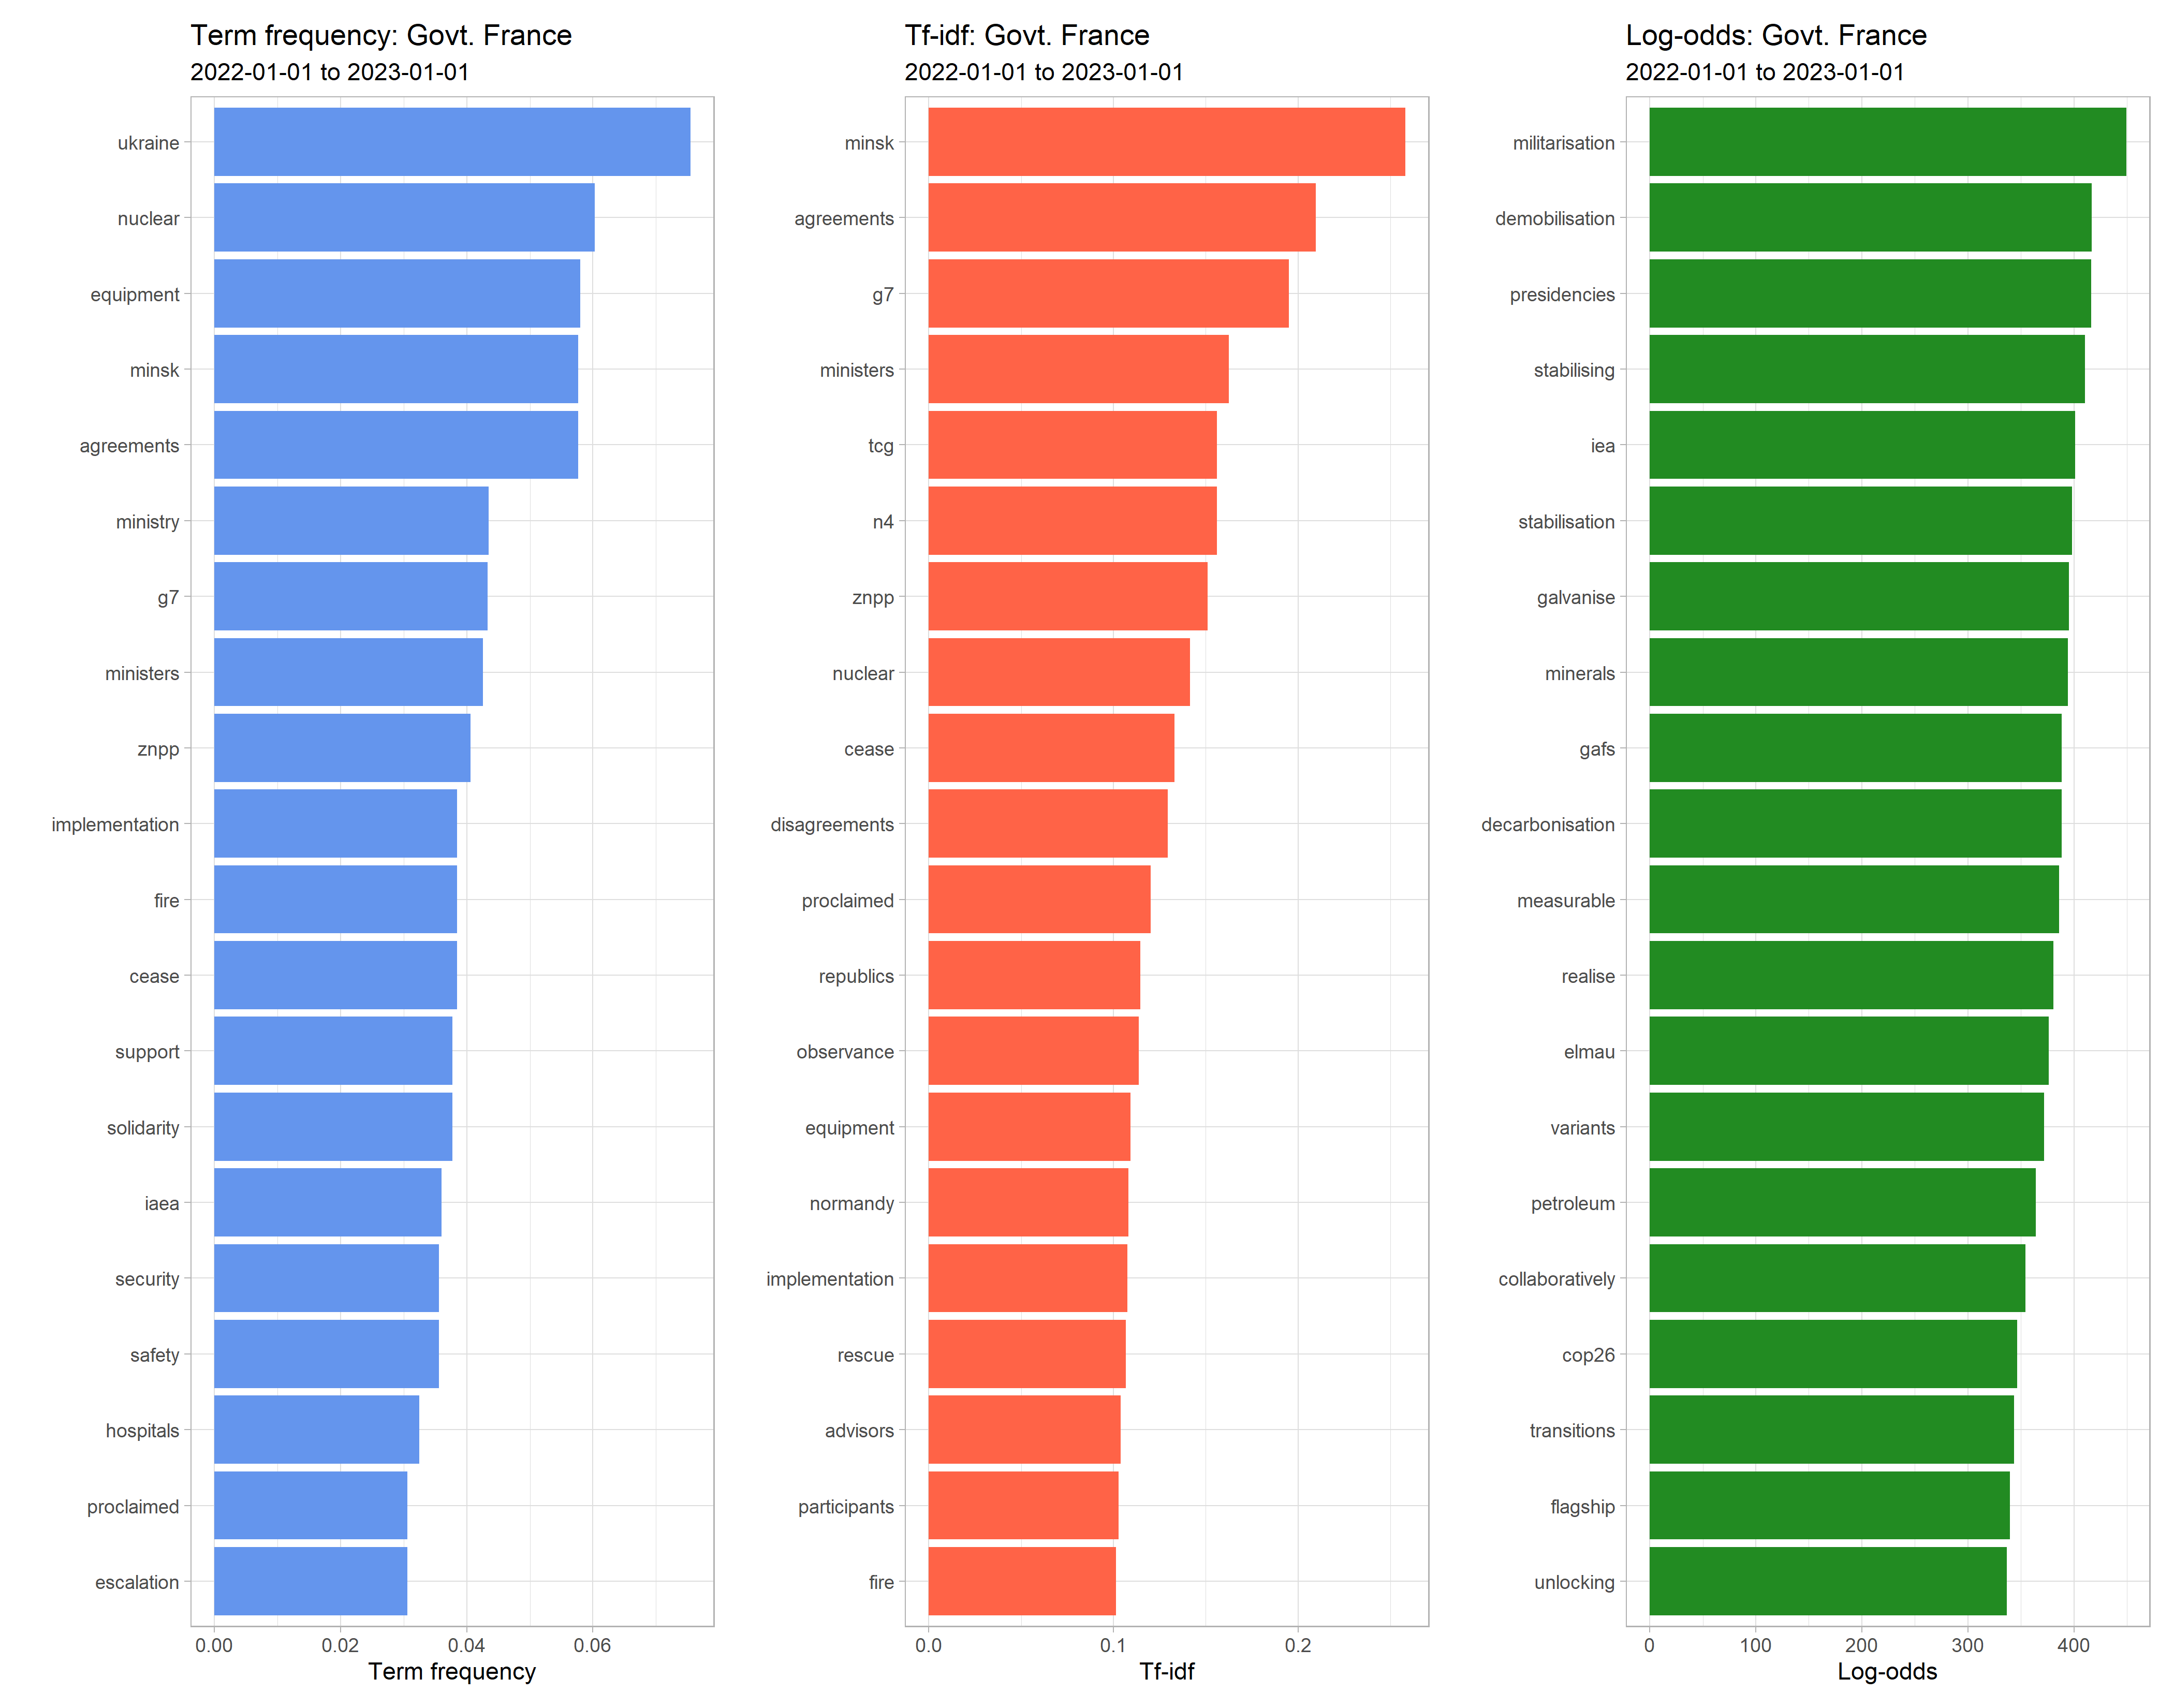 Term frequency: Govt. France
2022-01-01 to 2023-01-01
ukraine
nuclear
equipment
minsk
agreements
ministry
g7
ministers
znpp
implementation
fire
cease
support
solidarity
iaea
security
safety
hospitals
proclaimed
escalation
0.00 0.02 0.04 0.06
Term frequency
Tf-idf: Govt. France
2022-01-01 to 2023-01-01
minsk
agreements
g7
ministers
tcg
n4
znpp
nuclear
cease
disagreements
proclaimed
republics
observance
equipment
normandy
implementation
rescue
advisors
participants
fire
0.0 0.1 0.2
Tf-idf
Log-odds: Govt. France
2022-01-01 to 2023-01-01
militarisation
demobilisation
presidencies
stabilising
iea
stabilisation
galvanise
minerals
gafs
decarbonisation
measurable
realise
elmau
variants
petroleum
collaboratively
cop26
transitions
flagship
unlocking
0 100 200 300 400
Log-odds